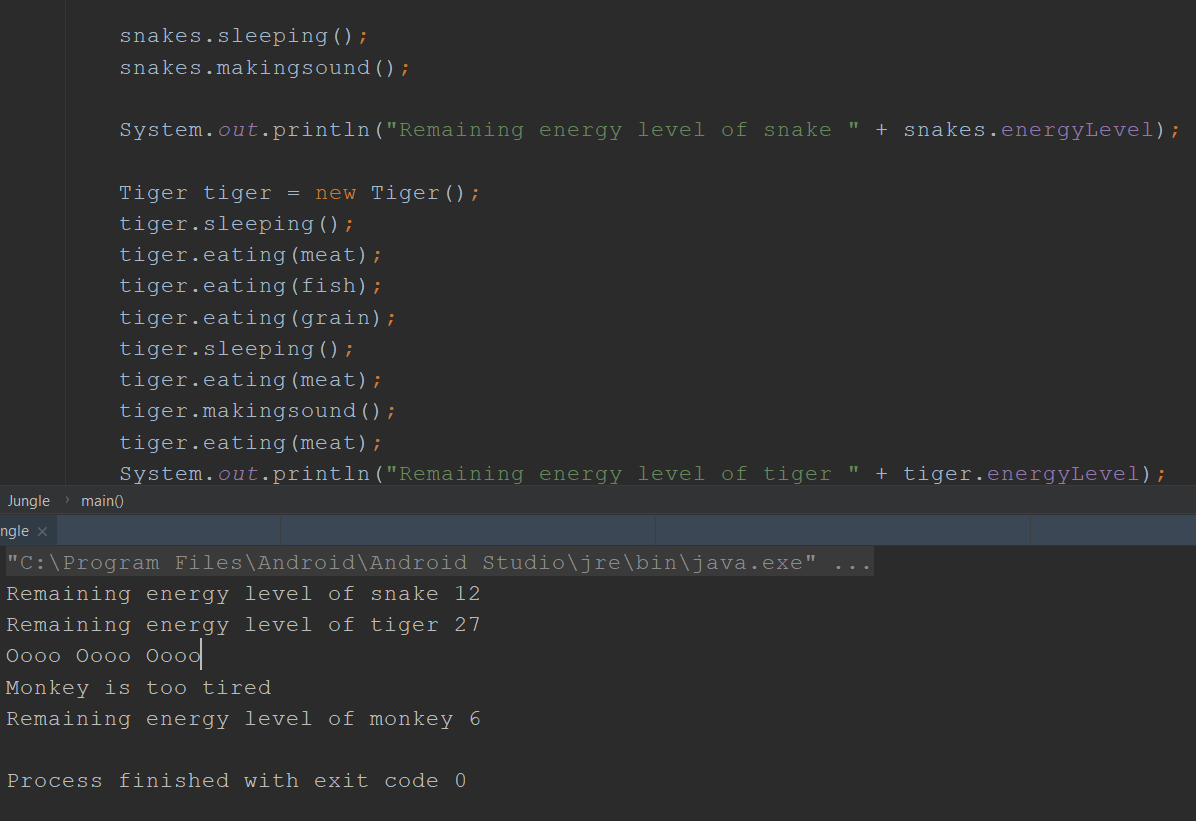 snakes.sleeping();
snakes.makingsound();
System.out.println("Remaining energy level of snake " + snakes.energyLevel);
Tiger tiger = new Tiger();
tiger.sleeping();
tiger.eating(meat);
tiger.eating(fish);
tiger.eating(grain);
tiger.sleeping();
tiger.eating(meat);
tiger.makingsound();
tiger.eating(meat);
System.out.println("Remaining energy level of tiger " + tiger.energyLevel);
Jungle › main()
ngle ×
"C:\Program Files\Android\Android Studio\jre\bin\java.exe" ...
Remaining energy level of snake 12
Remaining energy level of tiger 27
Oooo Oooo Oooo
Monkey is too tired
Remaining energy level of monkey 6
Process finished with exit code 0